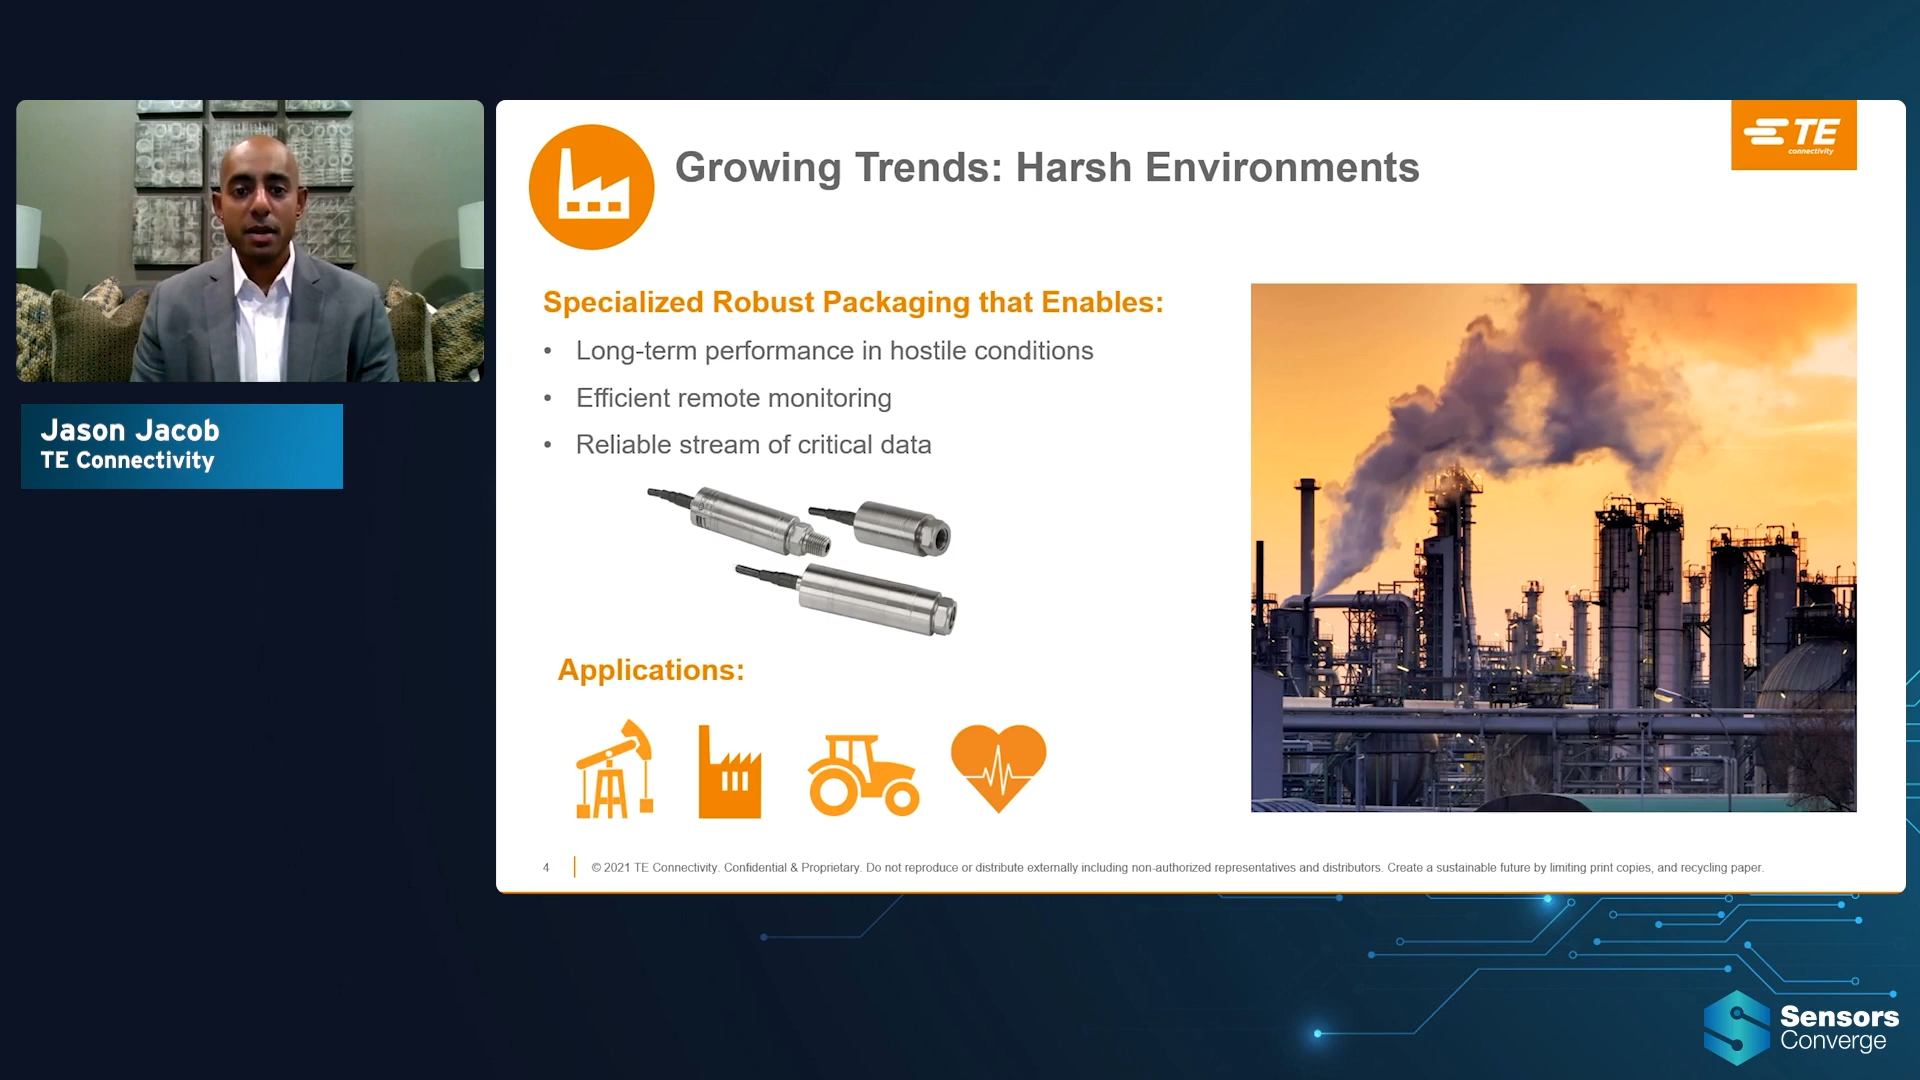 Jason Jacob
TE Connectivity
TE
connectivity
Growing Trends: Harsh Environments
Specialized Robust Packaging that Enables:
• Long-term performance in hostile conditions
• Efficient remote monitoring
• Reliable stream of critical data
Applications:
4
© 2021 TE Connectivity. Confidential & Proprietary. Do not reproduce or distribute externally including non-authorized representatives and distributors. Create a sustainable future by limiting print copies, and recycling paper.
Sensors
Converge